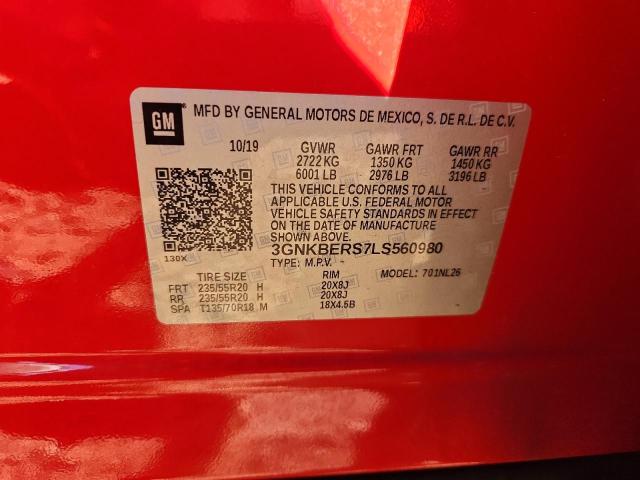 GM MFD BY GENERAL MOTORS DE MEXICO, S. DE R.L. DE C.V.
10/19 GVWR GAWR FRT GAWR RR
2722 KG 1350 KG 1450 KG
6001 LB 2976 LB 3196 LB
THIS VEHICLE CONFORMS TO ALL
APPLICABLE U.S. FEDERAL MOTOR
VEHICLE SAFETY STANDARDS IN EFFECT
ON THE DATE OF MANUFACTURE
SHOWN ABOVE.
130X 3GNKBERS7LS560980
TYPE: M.P.V. MODEL: 701NL26
TIRE SIZE RIM
FRT 235/55R20 H 20X8J
RR 235/55R20 H 20X8J
SPA T135/70R18 M 18X4.5B